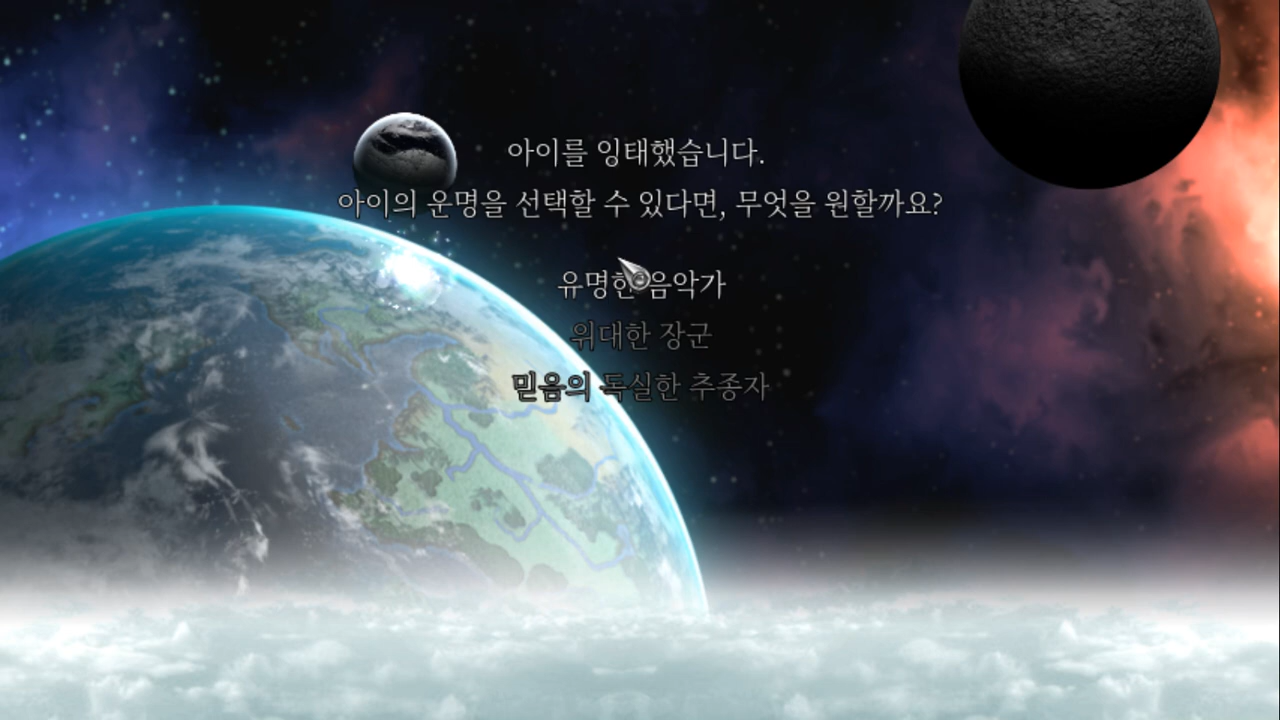 아이를 잉태했습니다.
아이의 운명을 선택할 수 있다면, 무엇을 원할까요?
유명한 음악가
위대한 장군
믿음의 독실한 추종자